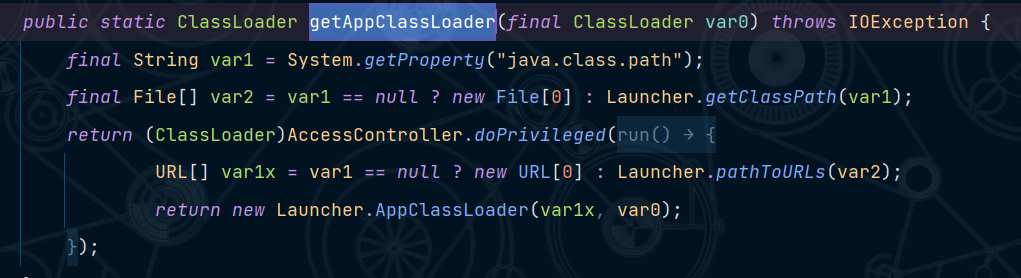 public static ClassLoader getAppClassLoader(final ClassLoader var0) throws IOException {
final String var1 = System.getProperty("java.class.path");
final File[] var2 = var1 == null ? new File[0] : Launcher.getClassPath(var1);
return (ClassLoader)AccessController.doPrivileged(run() → {
URL[] var1x = var1 == null ? new URL[0] : Launcher.pathToURLs(var2);
return new Launcher.AppClassLoader(var1x, var0);
});